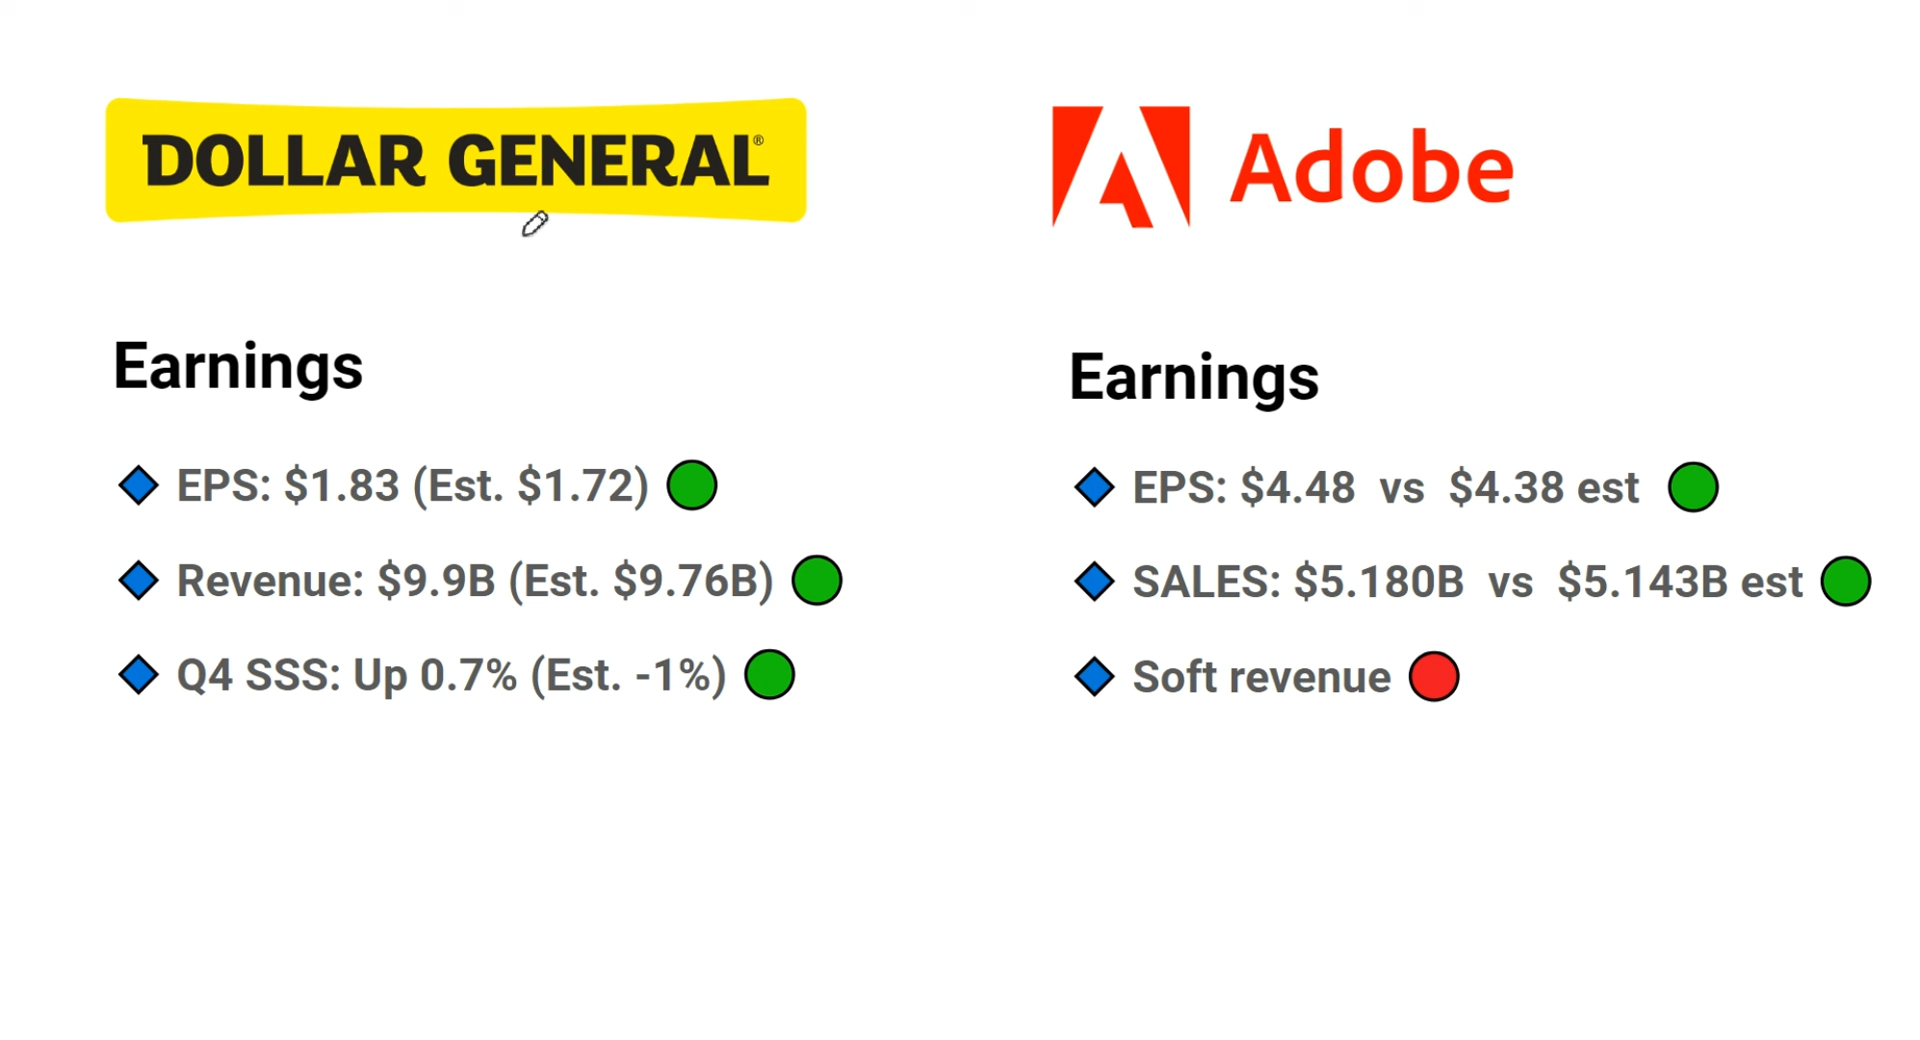 DOLLAR GENERAL®
Earnings
EPS: $1.83 (Est. $1.72)
Revenue: $9.9B (Est. $9.76B)
Q4 SSS: Up 0.7% (Est. -1%)
Adobe
Earnings
EPS: $4.48 vs $4.38 est
SALES: $5.180B vs $5.143B est
Soft revenue